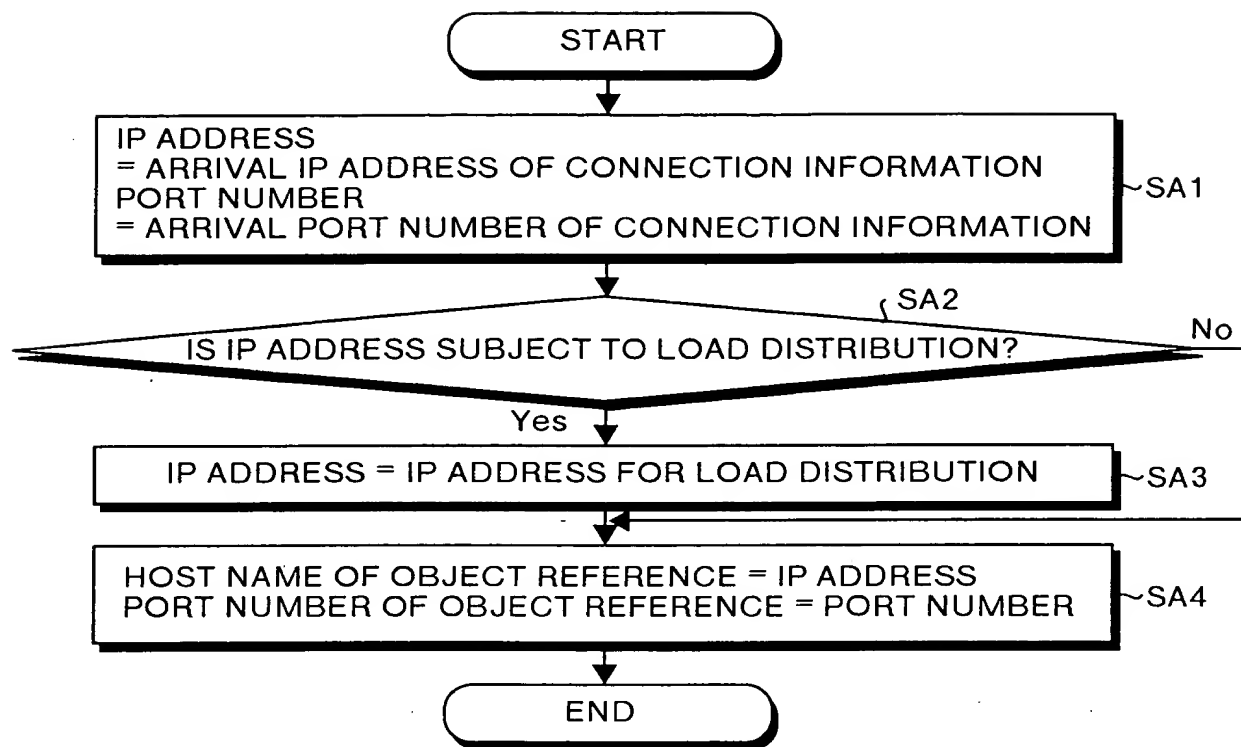 START
IP ADDRESS
= ARRIVAL IP ADDRESS OF CONNECTION INFORMATION
PORT NUMBER
= ARRIVAL PORT NUMBER OF CONNECTION INFORMATION
SA1
SA2
No
IS IP ADDRESS SUBJECT TO LOAD DISTRIBUTION?
Yes
IP ADDRESS = IP ADDRESS FOR LOAD DISTRIBUTION
SA3
HOST NAME OF OBJECT REFERENCE = IP ADDRESS
PORT NUMBER OF OBJECT REFERENCE = PORT NUMBER
SA4
END